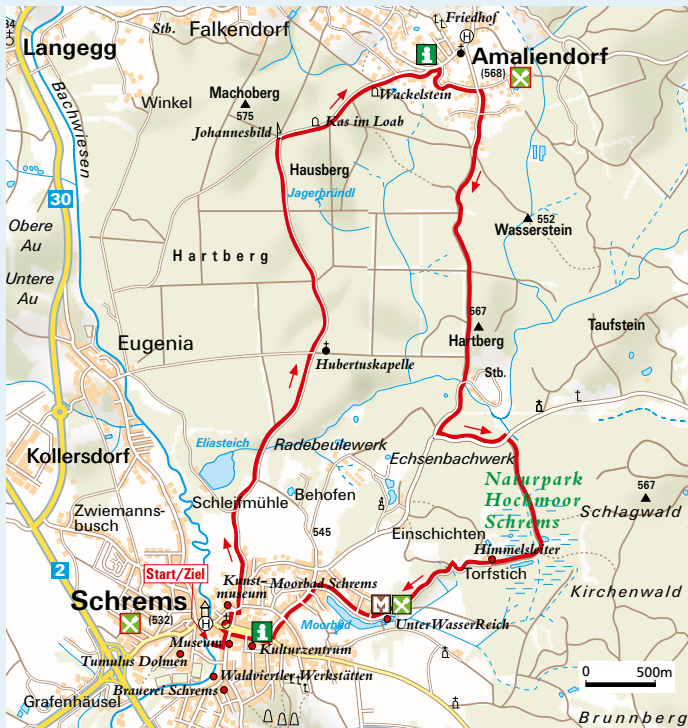 Friedhof
Stb.
Falkendorf
H
84
Langegg
i
Amaliendorf
(568)
Bachwiesen
Winkel
Machoberg
575
Wackelstein
Johannesbild
Kas im Loab
Hausberg
Jagerbründl
30
Obere
Au
Untere
Au
552
Wasserstein
Hartberg
567
Hartberg
Taufstein
Eugenia
Hubertuskapelle
Stb.
Eliasteich
Radebeulewerk
Echsenbachwerk
Kollersdorf
Naturpark
Hochmoor
Schrems
567
Schlagwald
Schleifmühle
Behofen
Zwiemanns-
busch
545
Einschichten
Himmelsleiter
2
Start/Ziel
Kunst-
museum
Moorbad Schrems
Torfstich
Kirchenwald
Schrems
(532)
H
M
Moorbad
UnterWasserReich
Museum
i
Kulturzentrum
Tumulus Dolmen
Waldviertler Werkstätten
Brauerei Schrems
Grafenhäusel
0 500m
Brunnberg